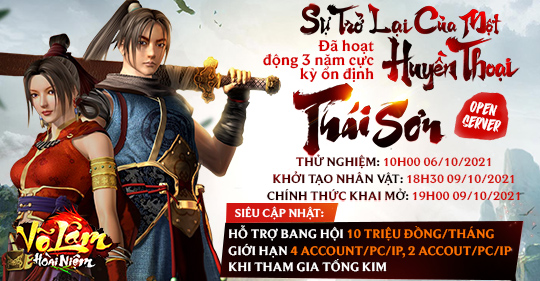 Sự Trở Lại Của Một
Đã hoạt
động 3 năm cực
kỳ ổn định
Huyền Thoại
Thái Sơn
OPEN
SERVER
THỬ NGHIỆM: 10H00 06/10/2021
KHỞI TẠO NHÂN VẬT: 18H30 09/10/2021
CHÍNH THỨC KHAI MỞ: 19H00 09/10/2021
SIÊU CẬP NHẬT:
HỖ TRỢ BANG HỘI 10 TRIỆU ĐỒNG/THÁNG
GIỚI HẠN 4 ACCOUNT/PC/IP, 2 ACCOUT/PC/IP
KHI THAM GIA TỐNG KIM
Võ Lâm
Hoài Niệm